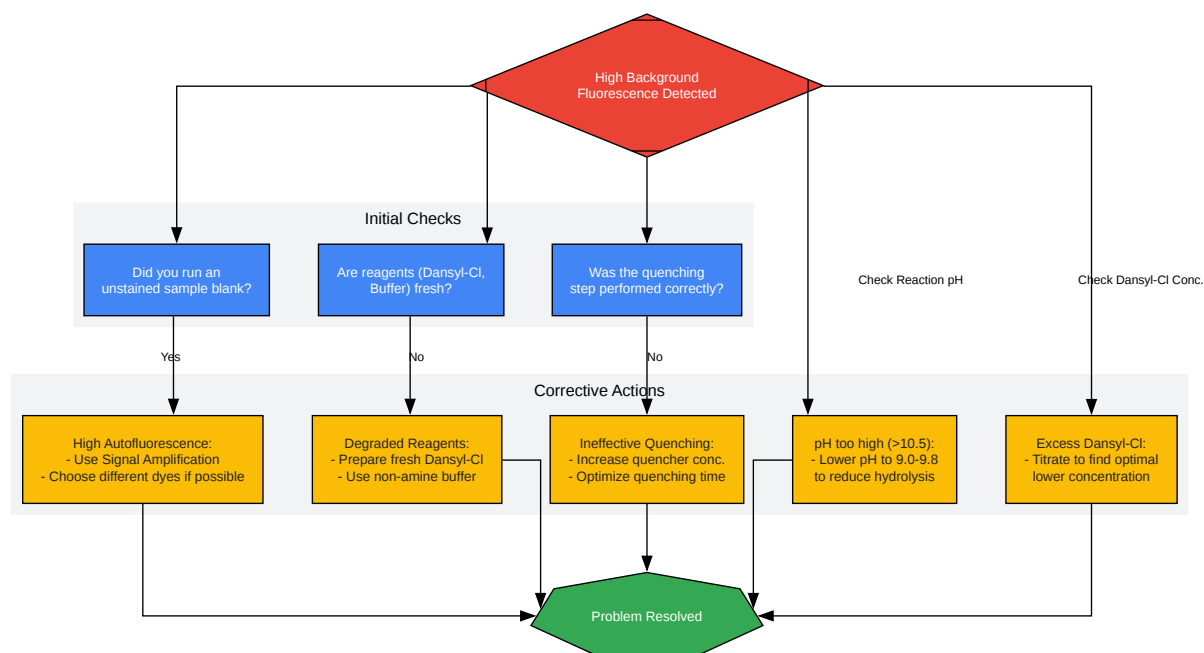 High Background
Fluorescence Detected
Initial Checks
Did you run an
unstained sample blank?
Are reagents (Dansyl-Cl,
Buffer) fresh?
Was the quenching
step performed correctly?
Check Reaction pH
Check Dansyl-Cl Conc.
Yes
No
No
Corrective Actions
High Autofluorescence:
- Use Signal Amplification
- Choose different dyes if possible
Degraded Reagents:
- Prepare fresh Dansyl-Cl
- Use non-amine buffer
Ineffective Quenching:
- Increase quencher conc.
- Optimize quenching time
pH too high (>10.5):
- Lower pH to 9.0-9.8
to reduce hydrolysis
Excess Dansyl-Cl:
- Titrate to find optimal
lower concentration
Problem Resolved